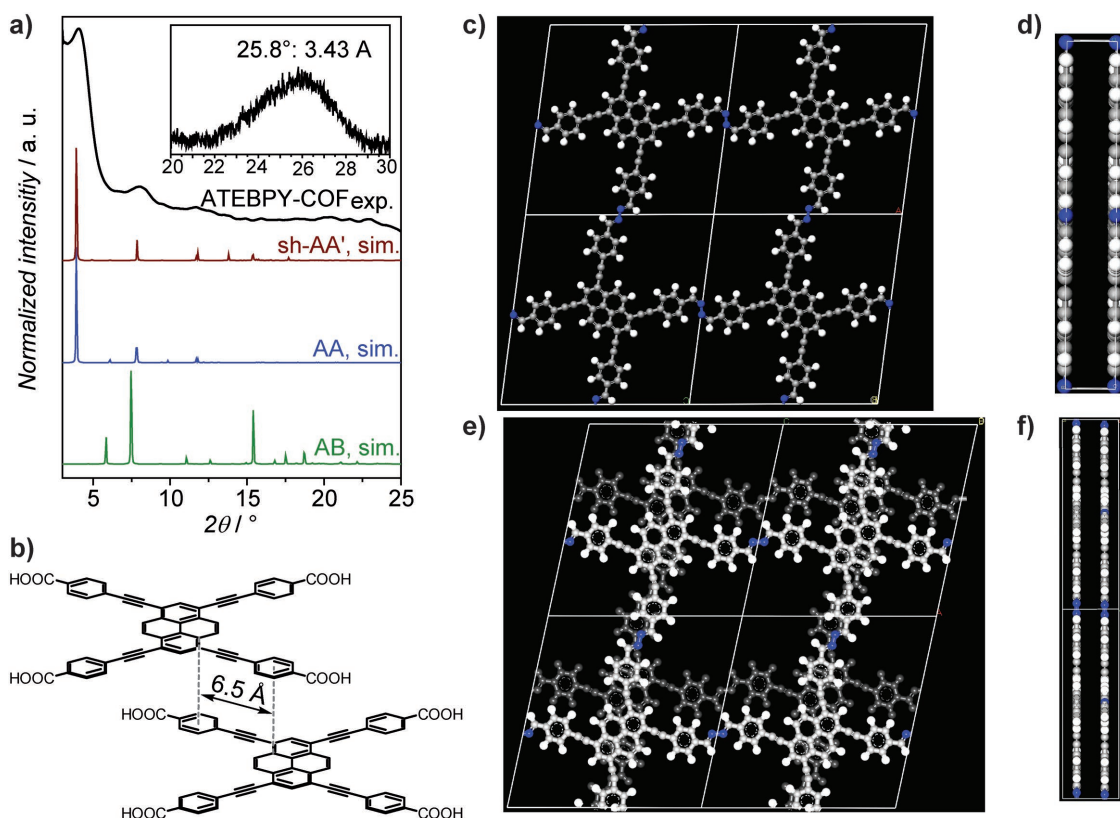 a)
Normalized intensitiy / a. u.
25.8°: 3.43 A
20 22 24 26 28 30
ATEBPY-COFexp.
sh-AA', sim.
AA, sim.
AB, sim.
5 10 15 20 25
2θ / °
b)
HOOC COOH
HOOC COOH
6.5 Å
HOOC COOH
HOOC COOH
c)
d)
e)
f)